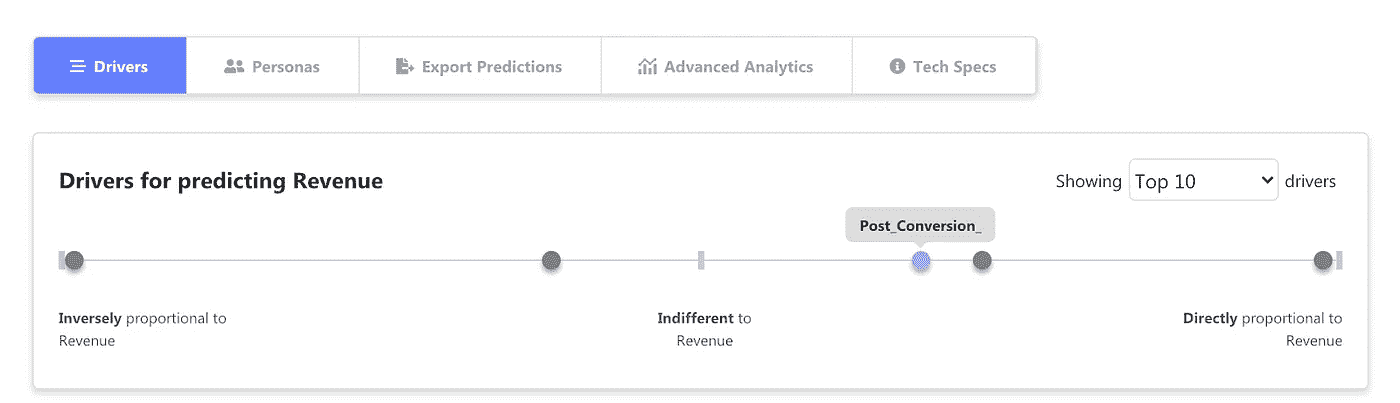 Drivers Personas Export Predictions Advanced Analytics Tech Specs
Drivers for predicting Revenue Showing Top 10 drivers
Post_Conversion_
Inversely proportional to Indifferent to Directly proportional to
Revenue Revenue Revenue